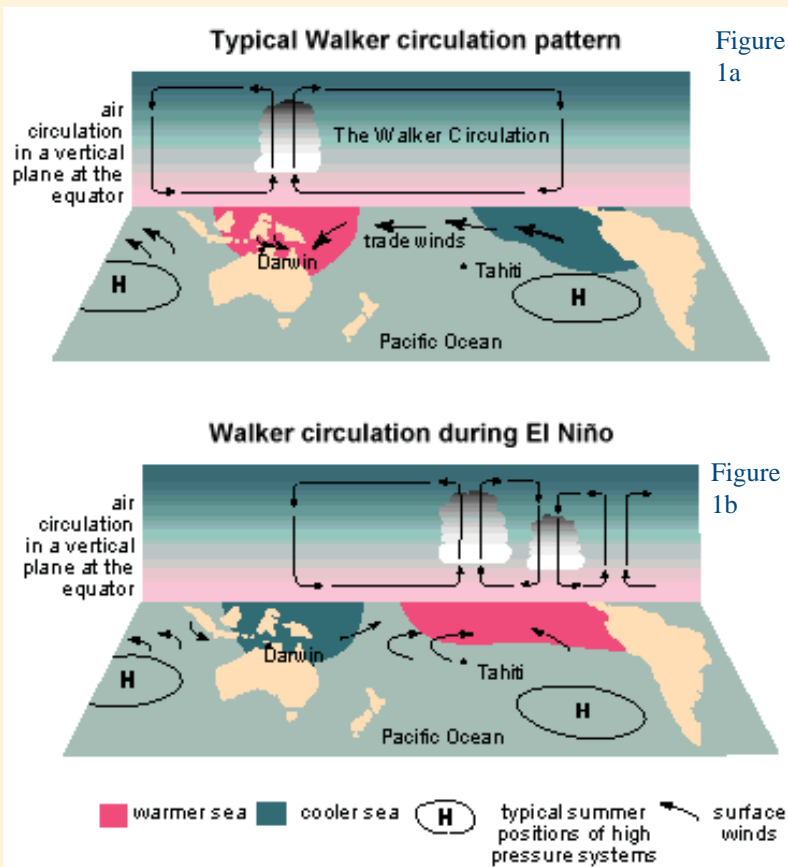 Typical Walker circulation pattern
Figure
1a
air
circulation
in a vertical
plane at the
equator
The Walker Circulation
trade winds
Darwin
Tahiti
H
H
Pacific Ocean
Walker circulation during El Niño
Figure
1b
air
circulation
in a vertical
plane at the
equator
Darwin
Tahiti
H
H
Pacific Ocean
warmer sea
cooler sea
H
typical summer
positions of high
pressure systems
surface
winds